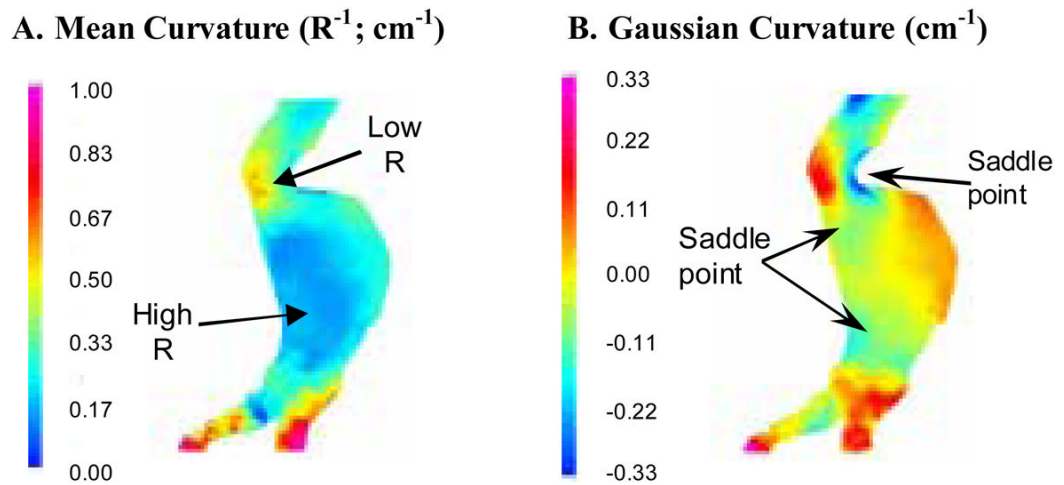 A. Mean Curvature (R⁻¹; cm⁻¹)
1.00
0.83
0.67
0.50
0.33
0.17
0.00
Low
R
High
R
B. Gaussian Curvature (cm⁻¹)
0.33
0.22
0.11
0.00
-0.11
-0.22
-0.33
Saddle
point
Saddle
point